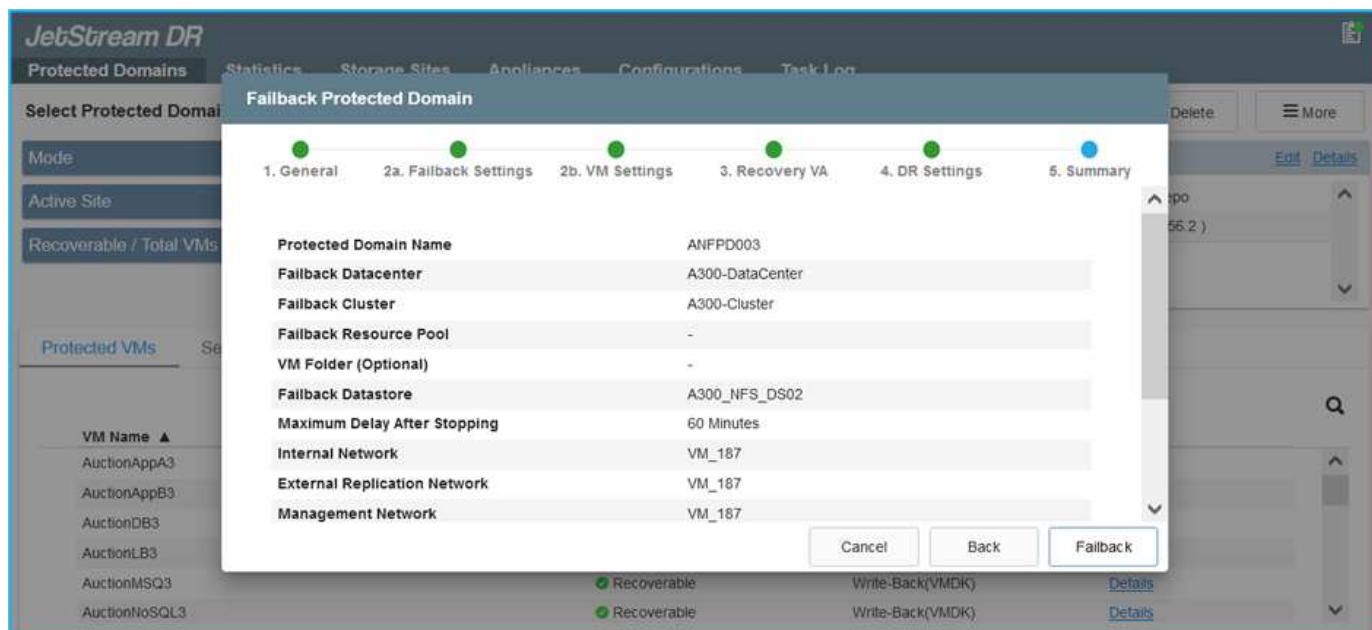 JetStream DR
Protected Domains Statistics Storage Sites Appliances Configurations Task Log
Select Protected Domai
Delete
More
Failback Protected Domain
Mode
Edit Details
1. General 2a. Failback Settings 2b. VM Settings 3. Recovery VA 4. DR Settings 5. Summary
Active Site
epo
56.2 )
Recoverable / Total VMs
Protected Domain Name ANFPD003
Failback Datacenter A300-DataCenter
Failback Cluster A300-Cluster
Failback Resource Pool -
VM Folder (Optional) -
Failback Datastore A300_NFS_DS02
Maximum Delay After Stopping 60 Minutes
Internal Network VM_187
External Replication Network VM_187
Management Network VM_187
Cancel Back Failback
Protected VMs Se
VM Name ▲
AuctionAppA3
AuctionAppB3
AuctionDB3
AuctionLB3
AuctionMSQ3 Recoverable Write-Back(VMDK) Details
AuctionNoSQL3 Recoverable Write-Back(VMDK) Details